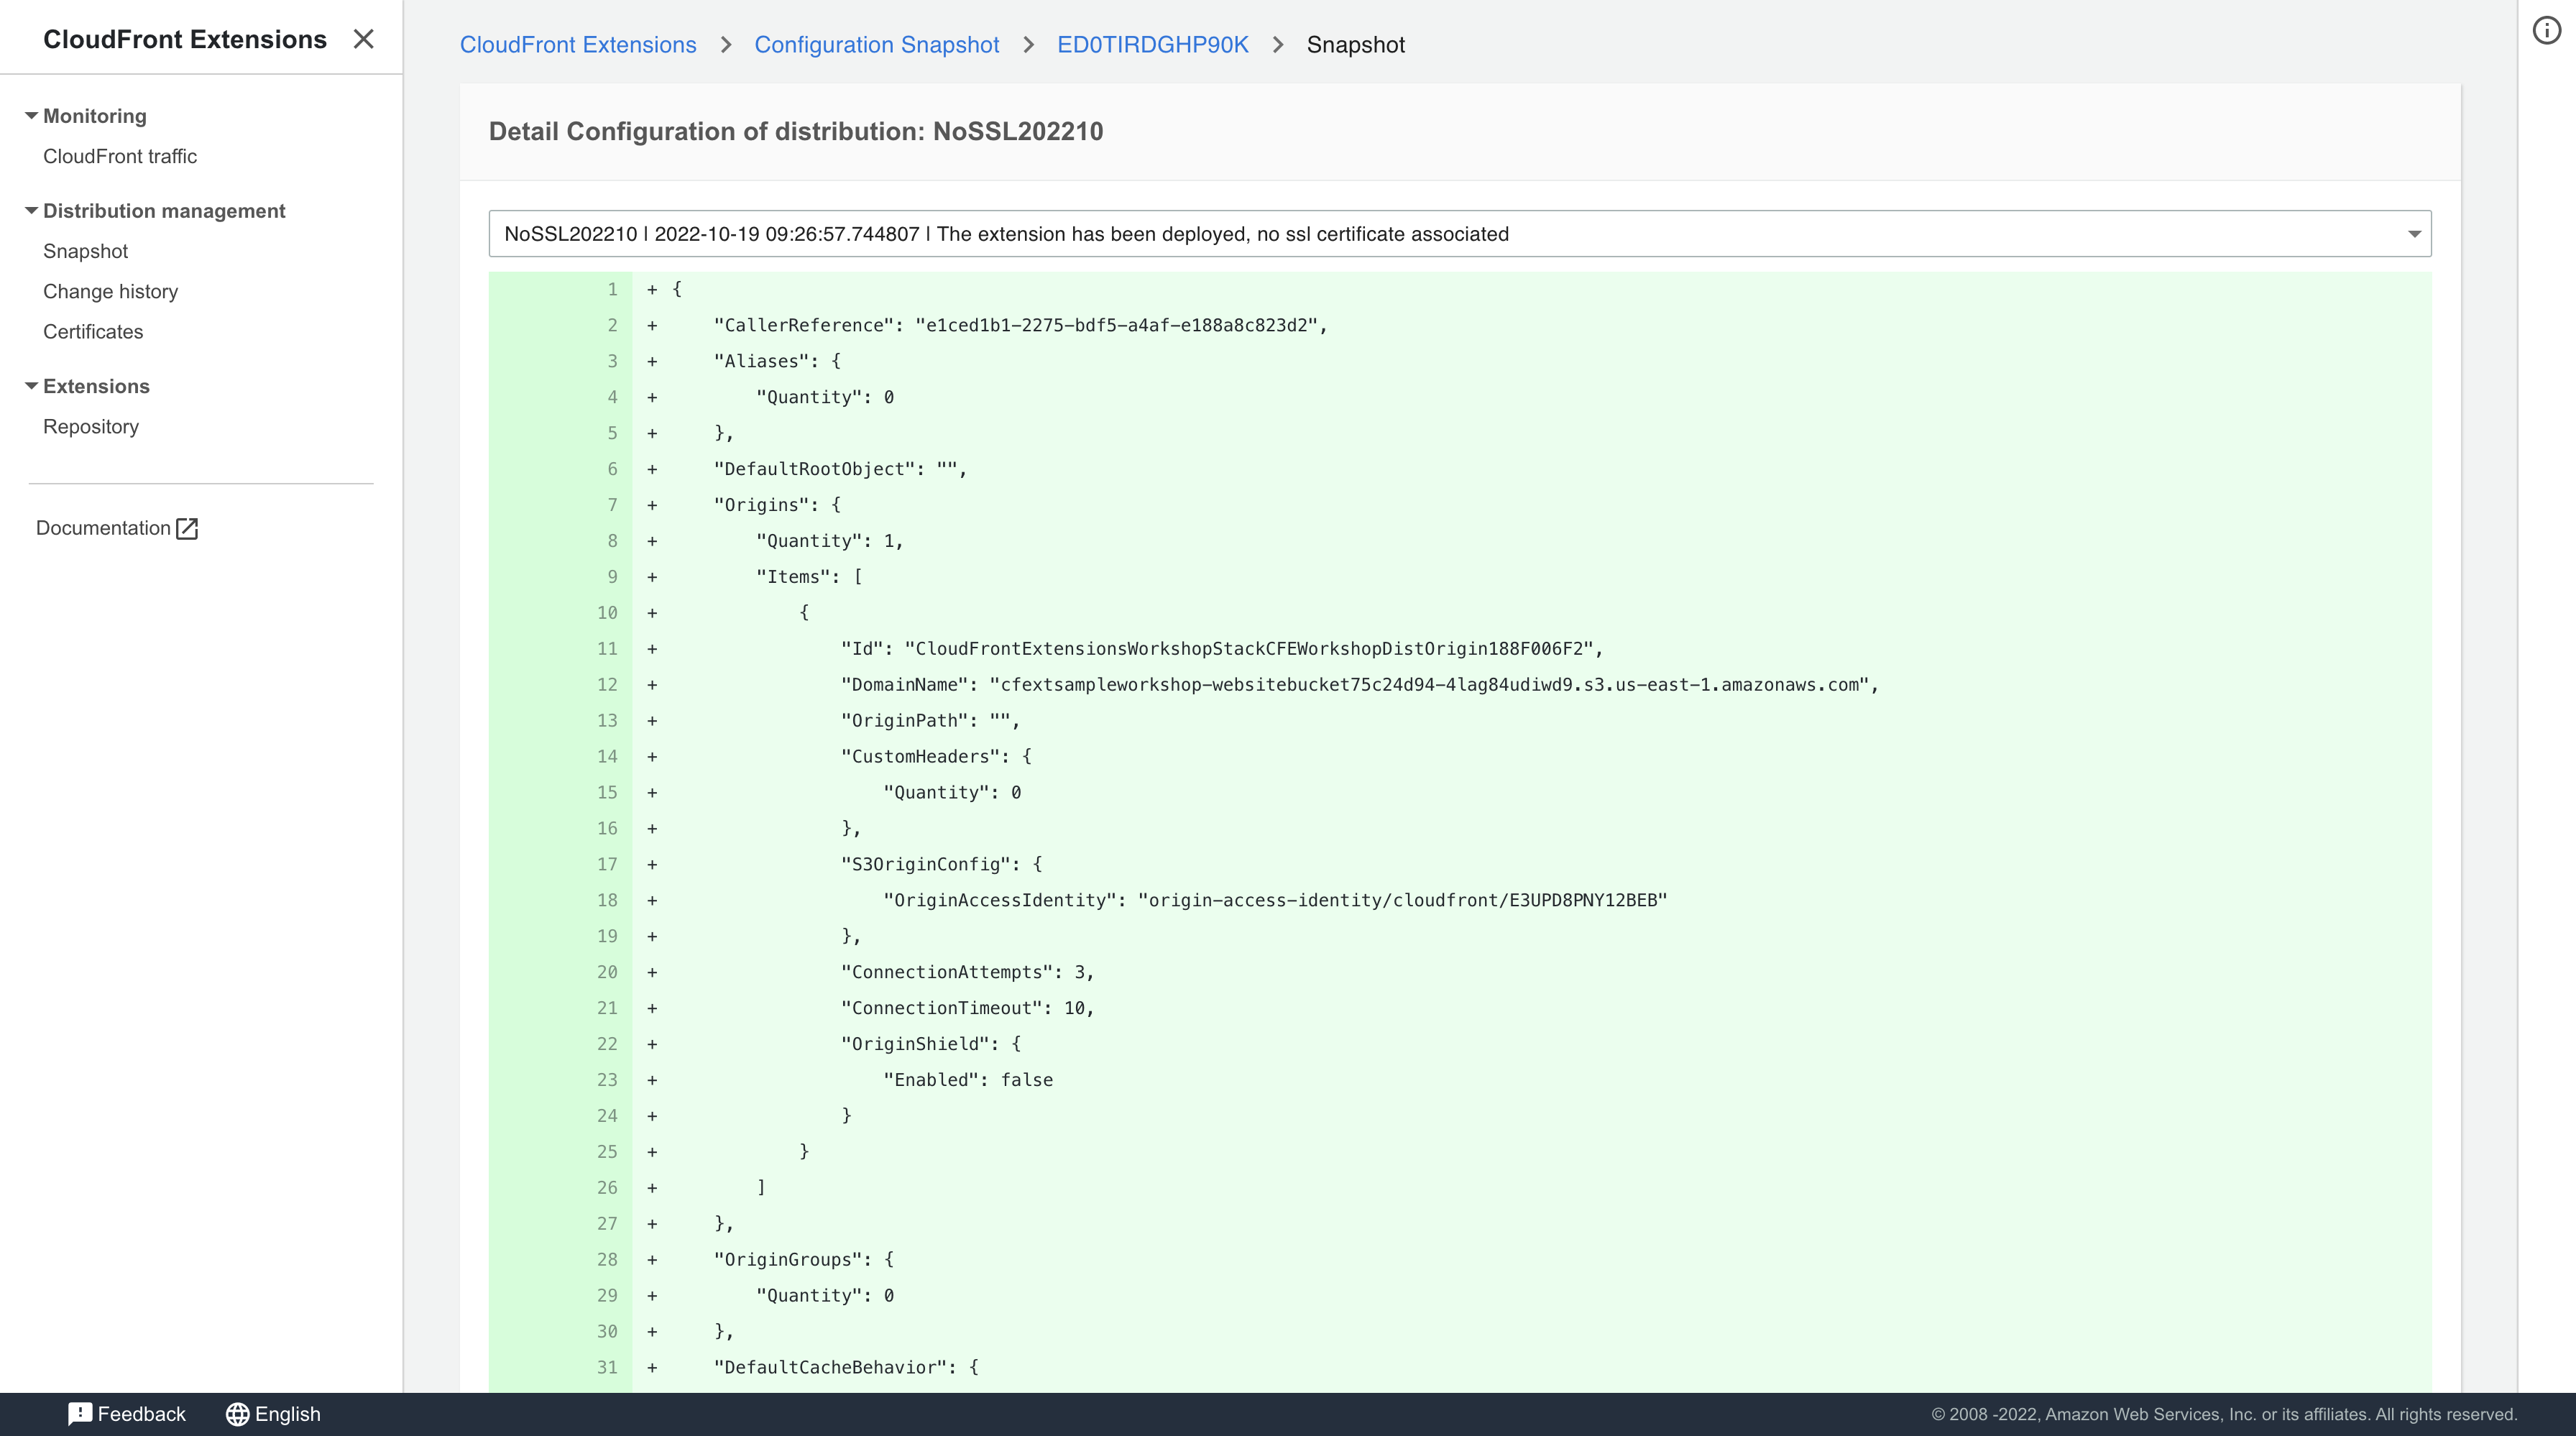 CloudFront Extensions
Monitoring
CloudFront traffic
Distribution management
Snapshot
Change history
Certificates
Extensions
Repository
Documentation
CloudFront Extensions > Configuration Snapshot > ED0TIRDGHP90K > Snapshot
Detail Configuration of distribution: NoSSL202210
NoSSL202210 | 2022-10-19 09:26:57.744807 | The extension has been deployed, no ssl certificate associated
1 + {
2 + "CallerReference": "e1ced1b1-2275-bdf5-a4af-e188a8c823d2",
3 + "Aliases": {
4 + "Quantity": 0
5 + },
6 + "DefaultRootObject": "",
7 + "Origins": {
8 + "Quantity": 1,
9 + "Items": [
10 + {
11 + "Id": "CloudFrontExtensionsWorkshopStackCFEWorkshopDistOrigin188F006F2",
12 + "DomainName": "cfextsampleworkshop-websitebucket75c24d94-4lag84udiwd9.s3.us-east-1.amazonaws.com",
13 + "OriginPath": "",
14 + "CustomHeaders": {
15 + "Quantity": 0
16 + },
17 + "S3OriginConfig": {
18 + "OriginAccessIdentity": "origin-access-identity/cloudfront/E3UPD8PNY12BEB"
19 + },
20 + "ConnectionAttempts": 3,
21 + "ConnectionTimeout": 10,
22 + "OriginShield": {
23 + "Enabled": false
24 + }
25 + }
26 + ]
27 + },
28 + "OriginGroups": {
29 + "Quantity": 0
30 + },
31 + "DefaultCacheBehavior": {
Feedback
English
© 2008 -2022, Amazon Web Services, Inc. or its affiliates. All rights reserved.